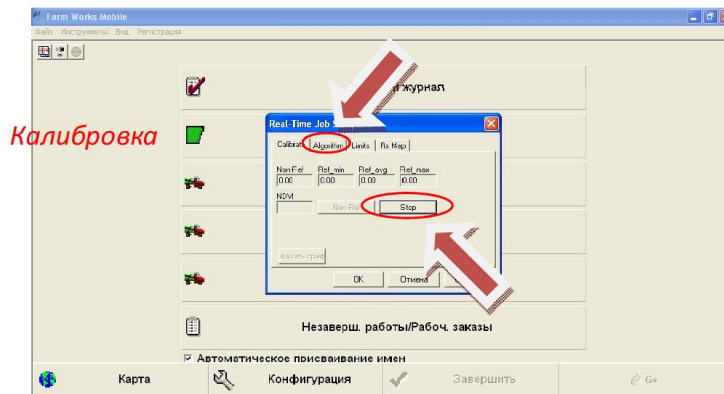 Farm Works Mobile
Файл Инструменты Вид Регистрация
журнал
Калибровка
Real-Time Job
Calibrate Algorithm Limits Rx Map
Non-Ref Ref_min Ref_avg Ref_max
0.00 0.00 0.00 0.00
NDVI
Non-Ref Stop
OK Отмена
Незаверш. работы/Рабоч. заказы
Автоматическое присваивание имен
Карта Конфигурация Завершить Go